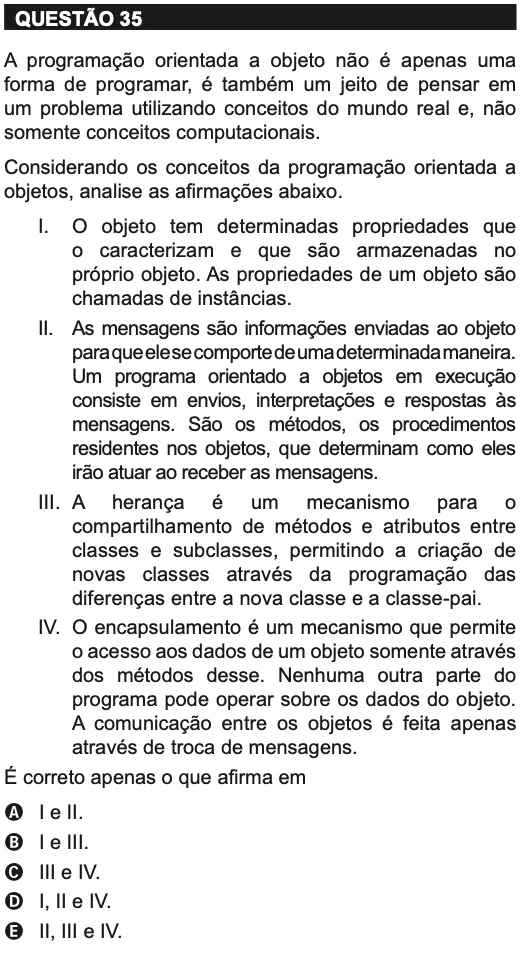 QUESTÃO 35
A programação orientada a objeto não é apenas uma
forma de programar, é também um jeito de pensar em
um problema utilizando conceitos do mundo real e, não
somente conceitos computacionais.
Considerando os conceitos da programação orientada a
objetos, analise as afirmações abaixo.
I. O objeto tem determinadas propriedades que
o caracterizam e que são armazenadas no
próprio objeto. As propriedades de um objeto são
chamadas de instâncias.
II. As mensagens são informações enviadas ao objeto
para que ele se comporte de uma determinada maneira.
Um programa orientado a objetos em execução
consiste em envios, interpretações e respostas às
mensagens. São os métodos, os procedimentos
residentes nos objetos, que determinam como eles
irão atuar ao receber as mensagens.
III. A herança é um mecanismo para o
compartilhamento de métodos e atributos entre
classes e subclasses, permitindo a criação de
novas classes através da programação das
diferenças entre a nova classe e a classe-pai.
IV. O encapsulamento é um mecanismo que permite
o acesso aos dados de um objeto somente através
dos métodos desse. Nenhuma outra parte do
programa pode operar sobre os dados do objeto.
A comunicação entre os objetos é feita apenas
através de troca de mensagens.
É correto apenas o que afirma em
A I e II.
B I e III.
C III e IV.
D I, II e IV.
E II, III e IV.